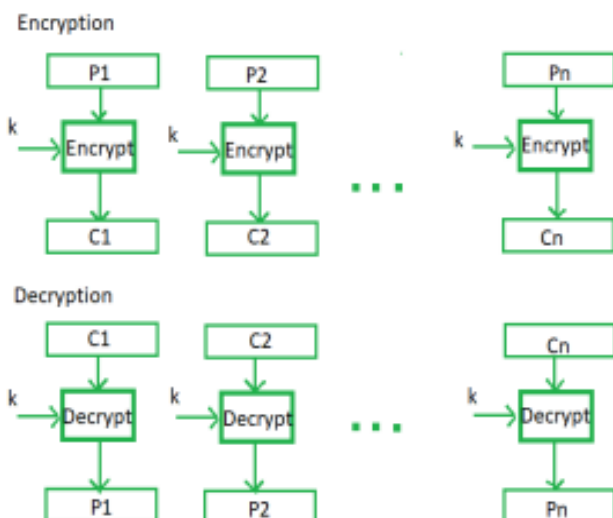 Encryption
P1 P2 Pn
k Encrypt k Encrypt k Encrypt
C1 C2 Cn
Decryption
C1 C2 Cn
k Decrypt k Decrypt k Decrypt
P1 P2 Pn